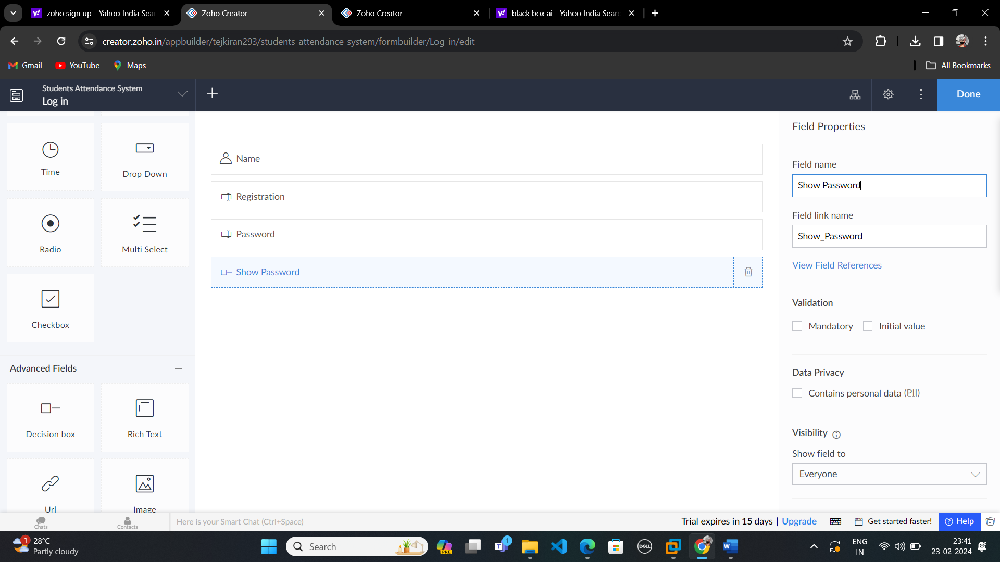 zoho sign up - Yahoo India Sear
Zoho Creator
Zoho Creator
black box ai - Yahoo India Searc
creator.zoho.in/appbuilder/tejkiran293/students-attendance-system/formbuilder/Log_in/edit
Gmail
YouTube
Maps
All Bookmarks
Students Attendance System
Log in
Done
Time
Drop Down
Radio
Multi Select
Checkbox
Advanced Fields
Decision box
Rich Text
Url
Image
Name
Registration
Password
Show Password
Field Properties
Field name
Show Password
Field link name
Show_Password
View Field References
Validation
Mandatory
Initial value
Data Privacy
Contains personal data (PII)
Visibility
Show field to
Everyone
Chats
Contacts
Here is your Smart Chat (Ctrl+Space)
Trial expires in 15 days | Upgrade
Get started faster!
Help
1
28°C
Partly cloudy
Search
PRE
T
1
DELL
W
ENG
IN
23:41
23-02-2024